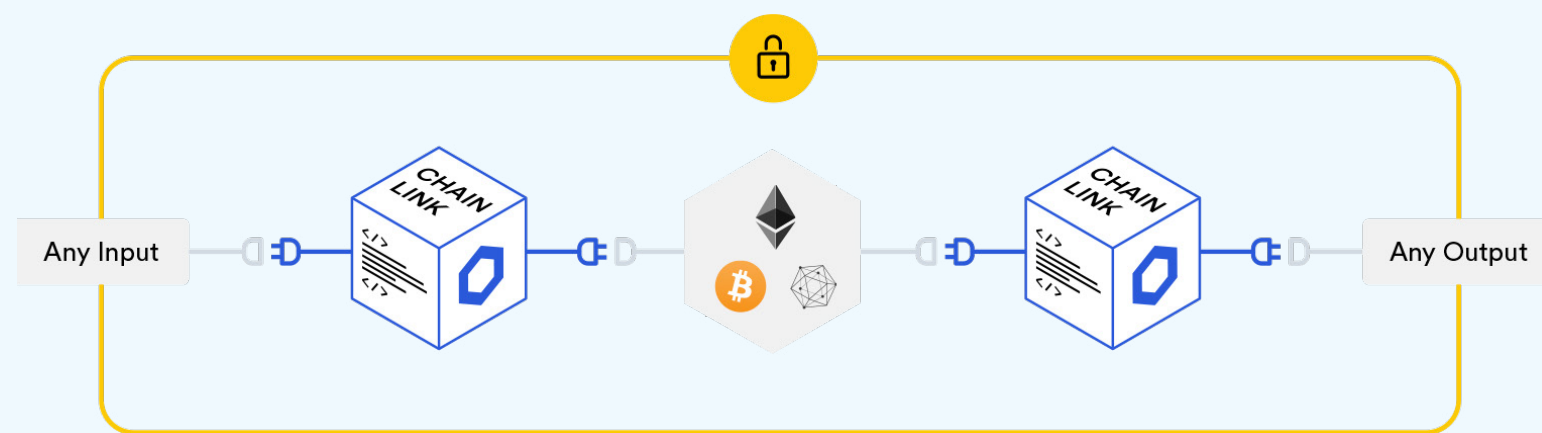 CHAIN
LINK
</>
</>
Any Input
CHAIN
LINK
</>
</>
Any Output